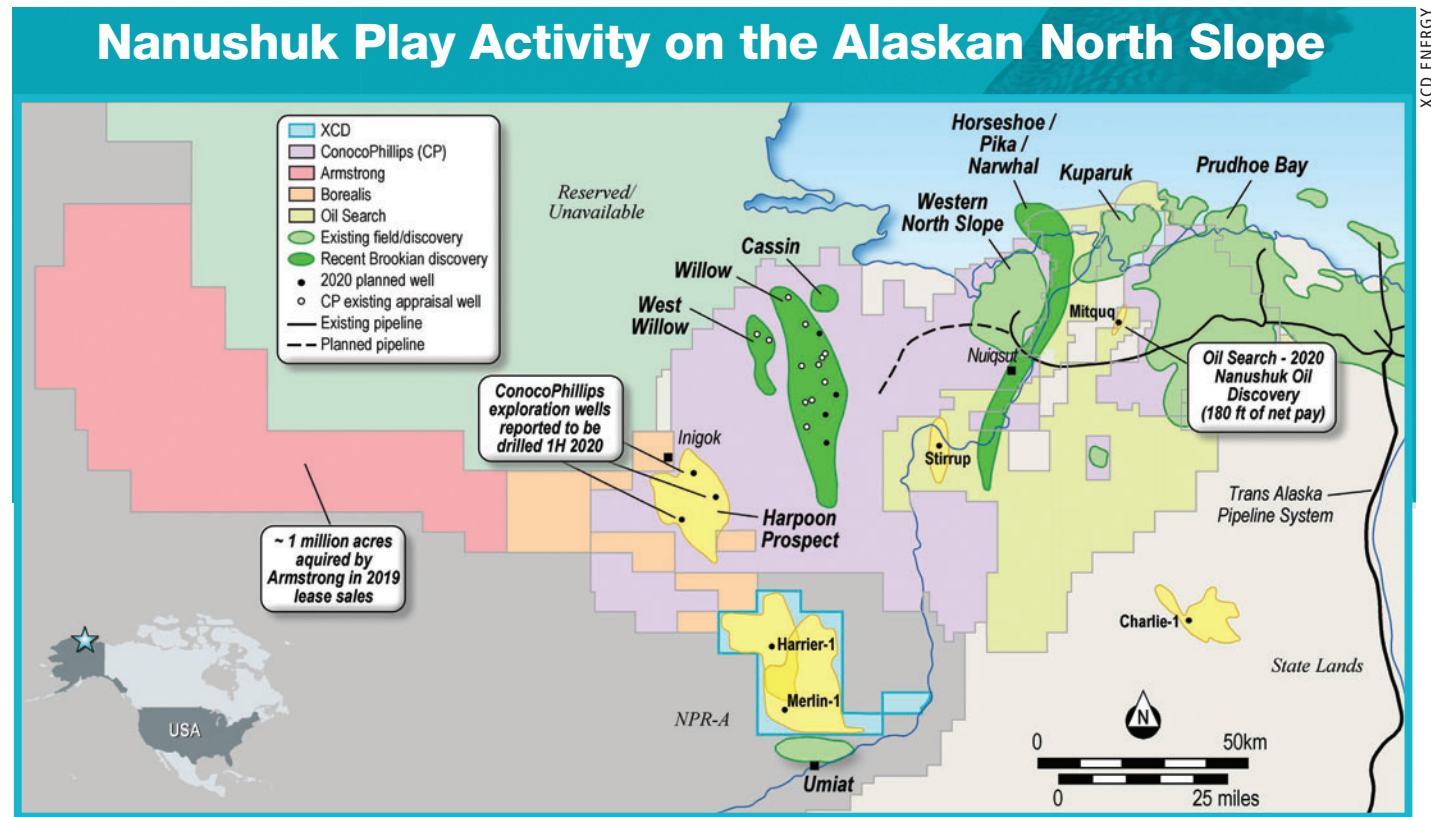 Nanushuk Play Activity on the Alaskan North Slope
XCD ENERGY
XCD
ConocoPhillips (CP)
Armstrong
Borealis
Oil Search
Existing field/discovery
Recent Brookian discovery
2020 planned well
CP existing appraisal well
Existing pipeline
Planned pipeline
Reserved/
Unavailable
Horseshoe /
Pika /
Narwhal
Kuparuk
Prudhoe Bay
Western
North Slope
Cassin
Willow
West
Willow
Mitquq
Nuiqsut
Oil Search - 2020
Nanushuk Oil
Discovery
(180 ft of net pay)
ConocoPhillips
exploration wells
reported to be
drilled 1H 2020
Inigok
Stirrup
Harpoon
Prospect
Trans Alaska
Pipeline System
~ 1 million acres
aquired by
Armstrong in 2019
lease sales
Charlie-1
Harrier-1
State Lands
Merlin-1
NPR-A
USA
N
Umiat
0 50km
0 25 miles